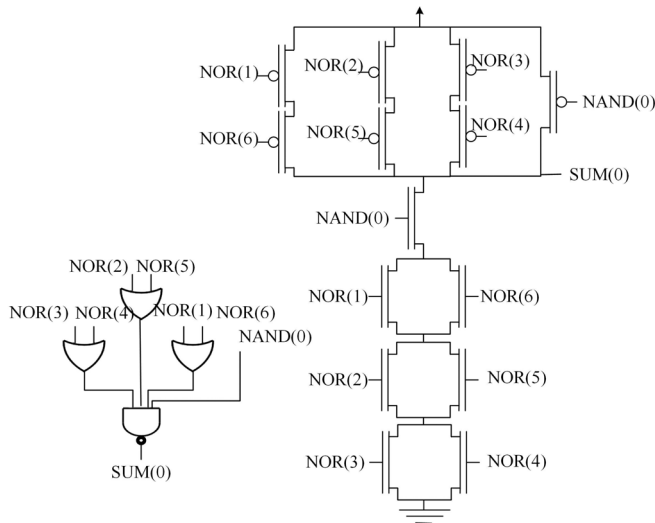 NOR(1)
NOR(2)
NOR(3)
NAND(0)
NOR(6)
NOR(5)
NOR(4)
SUM(0)
NAND(0)
NOR(1)
NOR(6)
NOR(2)
NOR(5)
NOR(3)
NOR(4)
NOR(2) NOR(5)
NOR(3) NOR(4) NOR(1) NOR(6)
NAND(0)
SUM(0)